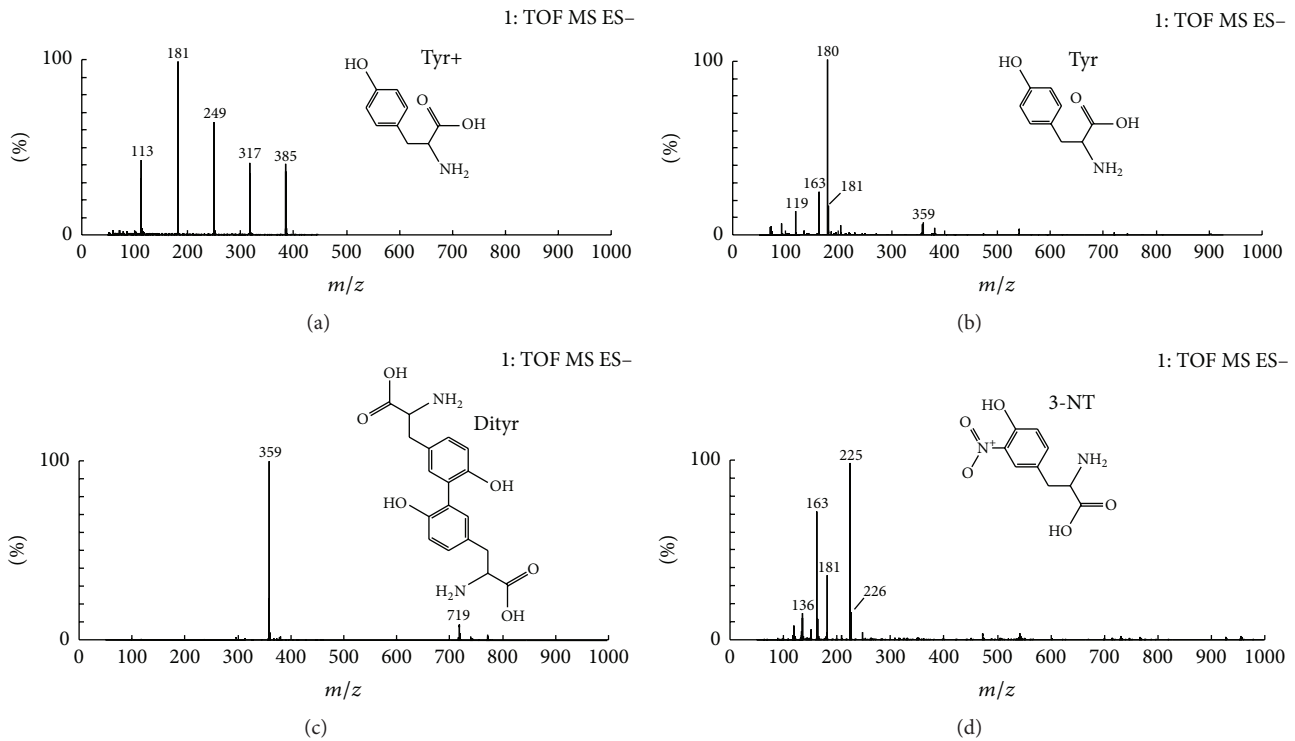 1: TOF MS ES−
100
0
(%)
181
249
113
317
385
Tyr+
HO
O
OH
NH₂
0 100 200 300 400 500 600 700 800 900 1000
m/z
(a)
1: TOF MS ES−
100
0
(%)
180
163
181
119
359
Tyr
HO
O
OH
NH₂
0 100 200 300 400 500 600 700 800 900 1000
m/z
(b)
1: TOF MS ES−
100
0
(%)
359
719
OH
O
NH₂
Dityr
OH
HO
O
H₂N
OH
0 100 200 300 400 500 600 700 800 900 1000
m/z
(c)
1: TOF MS ES−
100
0
(%)
225
163
181
226
136
3-NT
HO
O
N⁺
O
NH₂
O
HO
0 100 200 300 400 500 600 700 800 900 1000
m/z
(d)